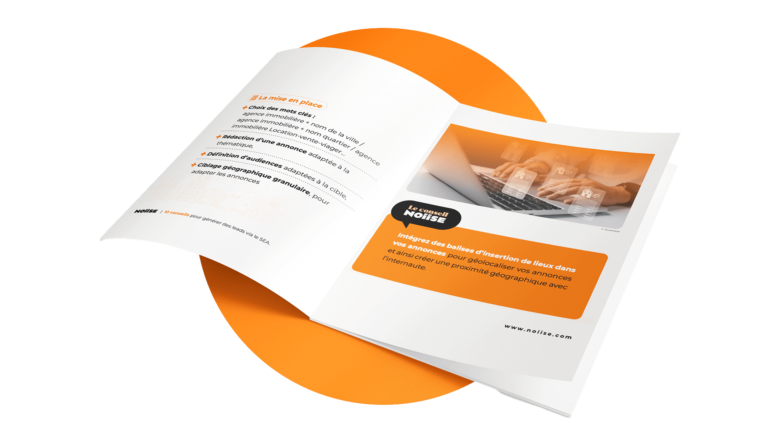 La mise en place
Choix des mots clés :
agence immobilière + nom de la ville /
agence immobilière + nom quartier / agence
immobilière Location-vente-viager...
Rédaction d'une annonce adaptée à la
thématique.
Définition d'audiences adaptées à la cible.
Ciblage géographique granulaire, pour
adapter les annonces
NOIISE | 10 conseils pour générer des leads via le SEA.
Le conseil
NOIISE
Intégrez des balises d'insertion de lieux dans
vos annonces pour géolocaliser vos annonces
et ainsi créer une proximité géographique avec
l'internaute.
www.noiise.com